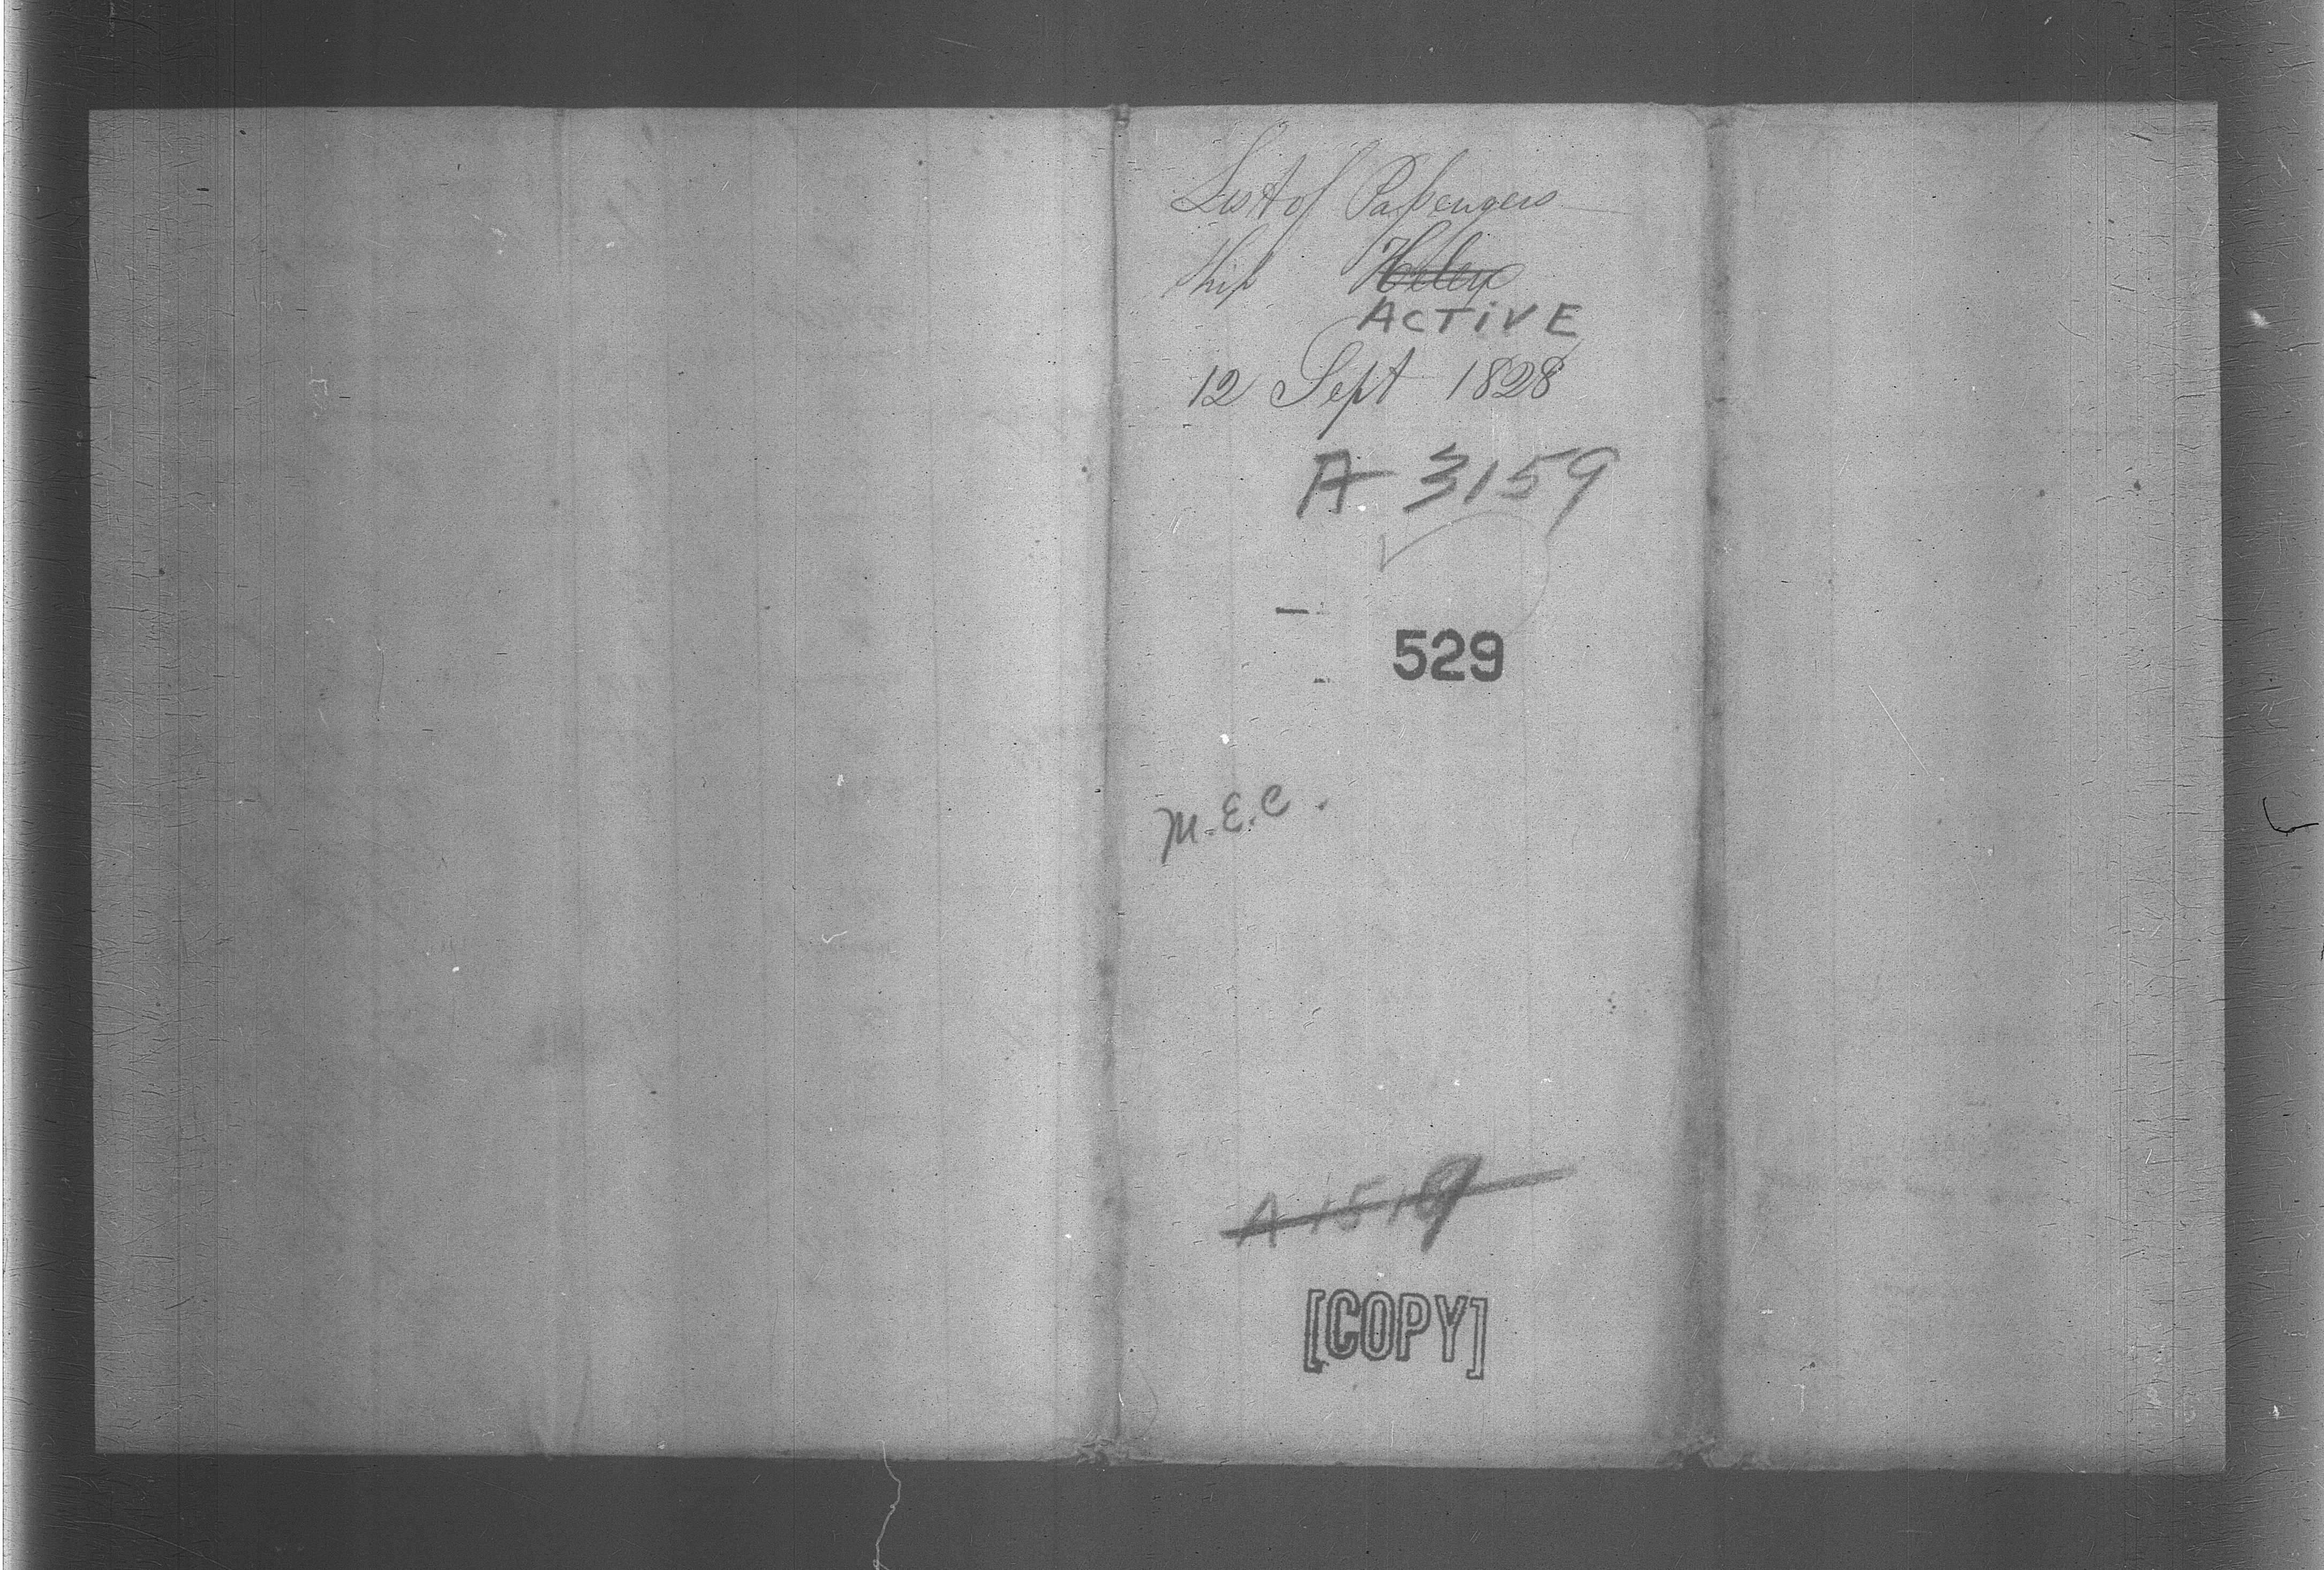 List of Passengers
Ship
ACTIVE
12 Sept 1828
A 3159
529
M.E.C.
A 1519
[COPY]